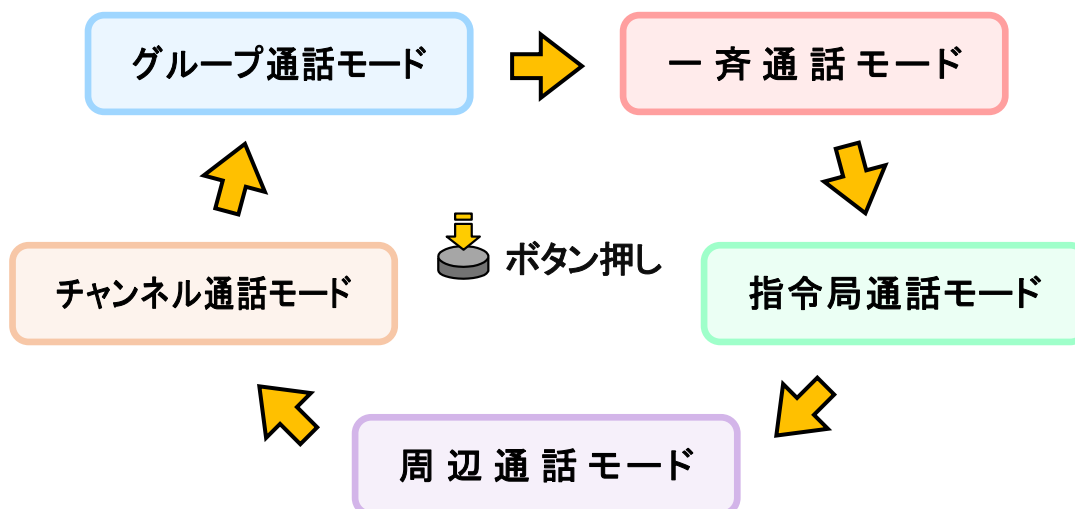 グループ通話モード
一斉通話モード
チャンネル通話モード
ボタン押し
指令局通話モード
周辺通話モード